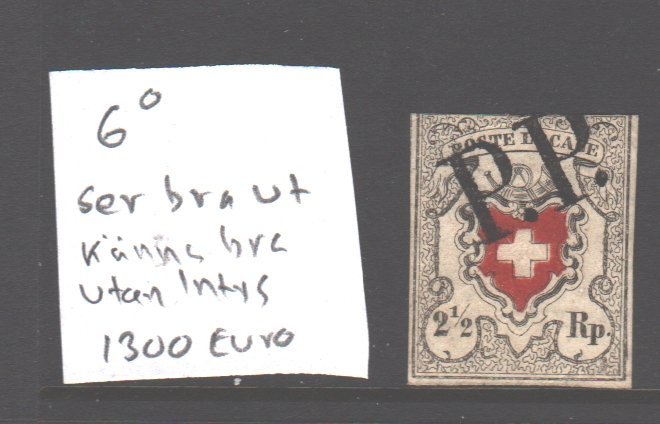 6°
ser bra ut
känns bra
utan Intys
1300 Euro
P.P.
POSTE LOCALE
2 1/2 Rp.